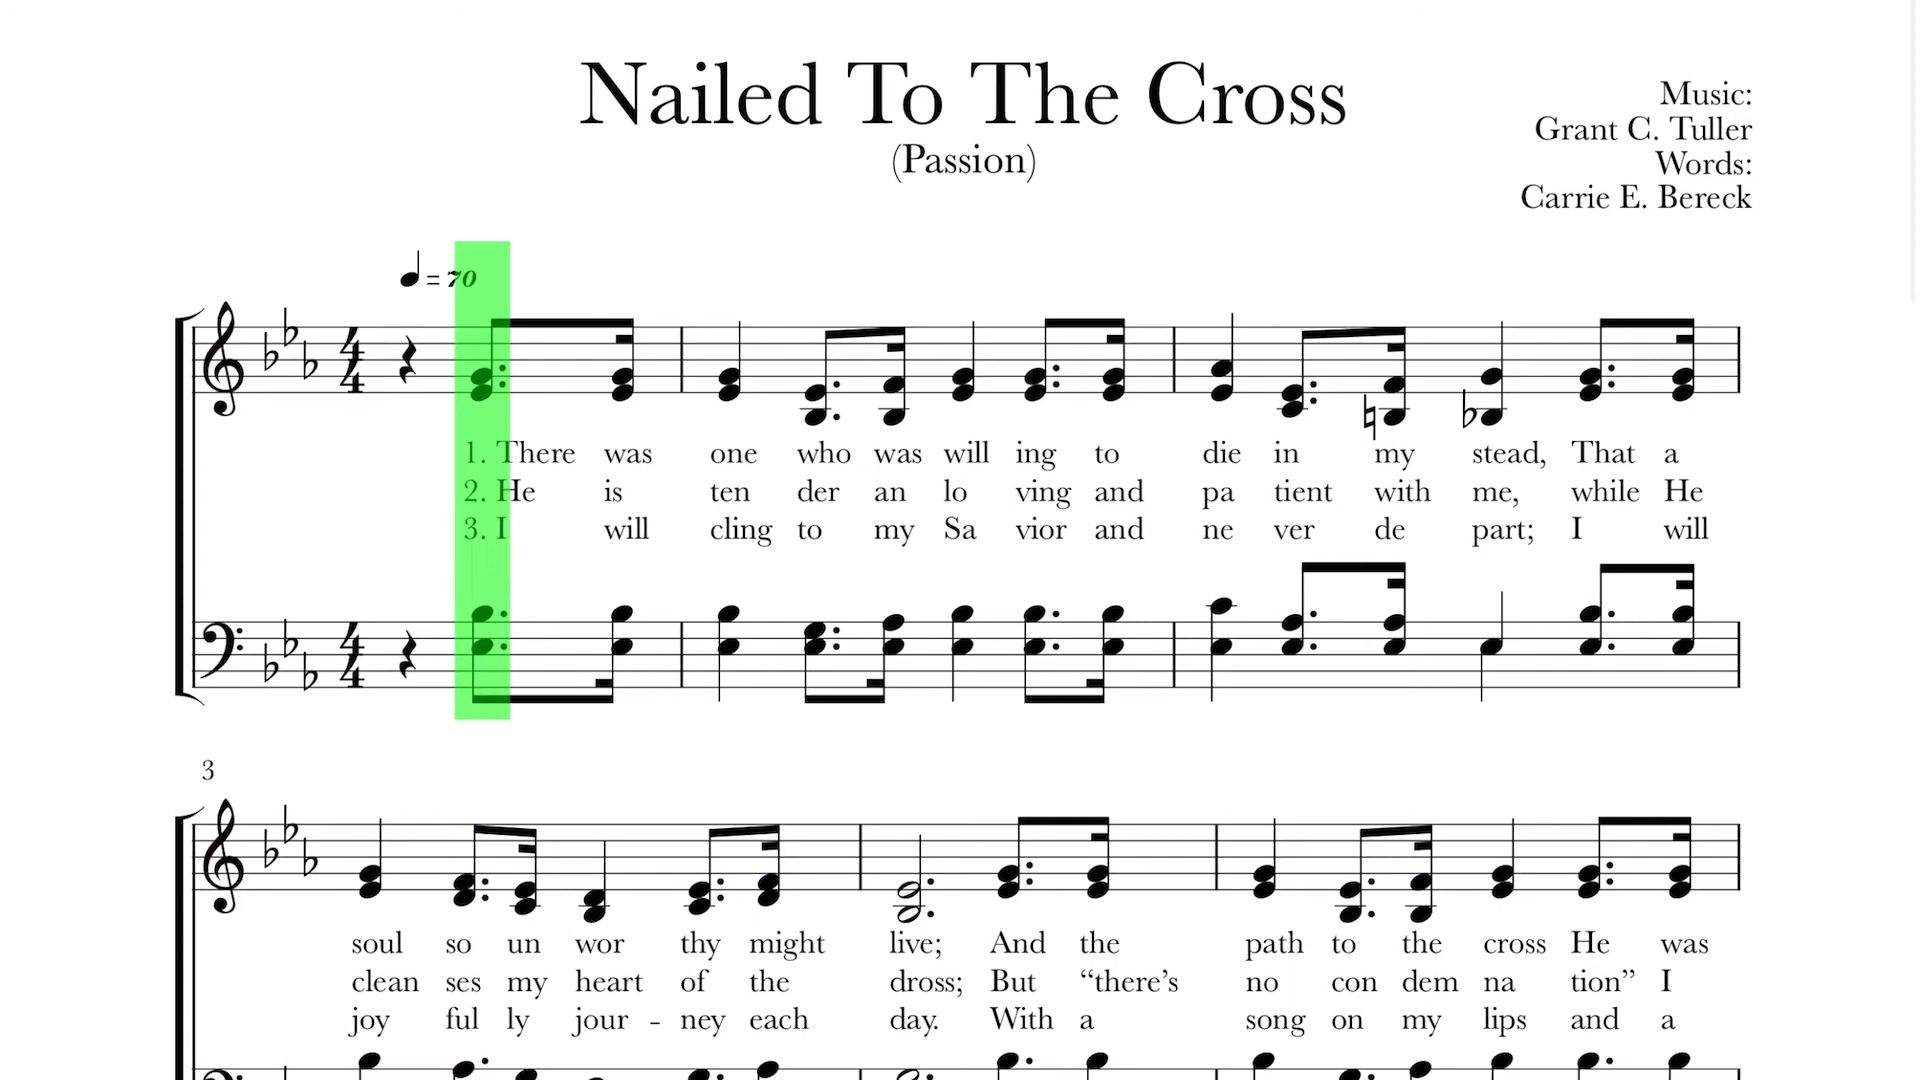 Nailed To The Cross
(Passion)
Music:
Grant C. Tuller
Words:
Carrie E. Bereck
= 70
4
4
1. There was one who was will ing to die in my stead, That a
2. He is ten der an lo ving and pa tient with me, while He
3. I will cling to my Sa vior and ne ver de part; I will
4
4
3
soul so un wor thy might live; And the path to the cross He was
clean ses my heart of the dross; But “there’s no con dem na tion” I
joy ful ly jour - ney each day. With a song on my lips and a